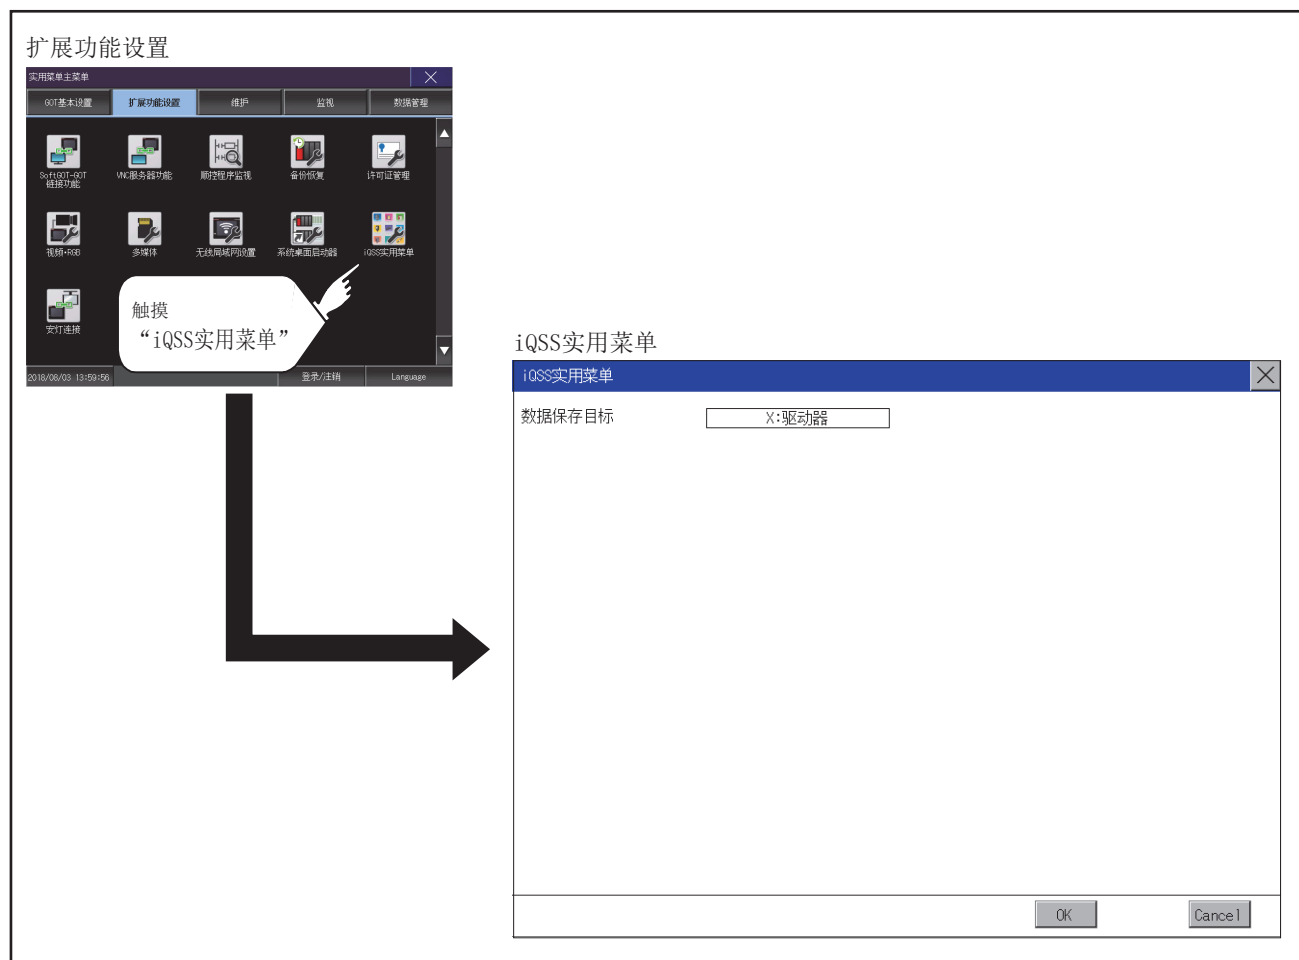 扩展功能设置
实用菜单主菜单
GOT基本设置 扩展功能设置 维护 监视 数据管理
SoftGOT-GOT
链接功能
VNC服务器功能 顺控程序监视 备份恢复 许可证管理
视频•RGB 多媒体 无线局域网设置 系统桌面启动器 iQSS实用菜单
安灯连接
触摸
“iQSS实用菜单”
2018/08/03 13:59:56 登录/注销 Language
iQSS实用菜单
iQSS实用菜单
数据保存目标 X:驱动器
OK Cancel